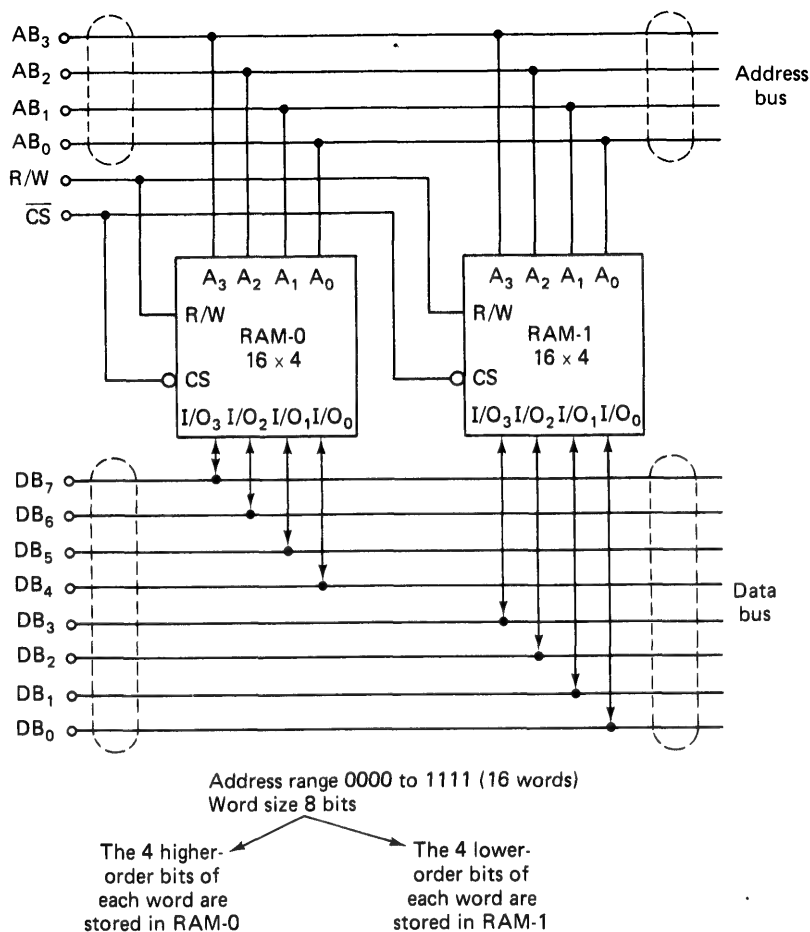 AB₃
AB₂
AB₁
AB₀
Address
bus
R/W
C̅S̅
A₃ A₂ A₁ A₀
R/W
RAM-0
16 × 4
CS
I/O₃ I/O₂ I/O₁ I/O₀
A₃ A₂ A₁ A₀
R/W
RAM-1
16 × 4
CS
I/O₃ I/O₂ I/O₁ I/O₀
DB₇
DB₆
DB₅
DB₄
DB₃
DB₂
DB₁
DB₀
Data
bus
Address range 0000 to 1111 (16 words)
Word size 8 bits
The 4 higher-
order bits of
each word are
stored in RAM-0
The 4 lower-
order bits of
each word are
stored in RAM-1